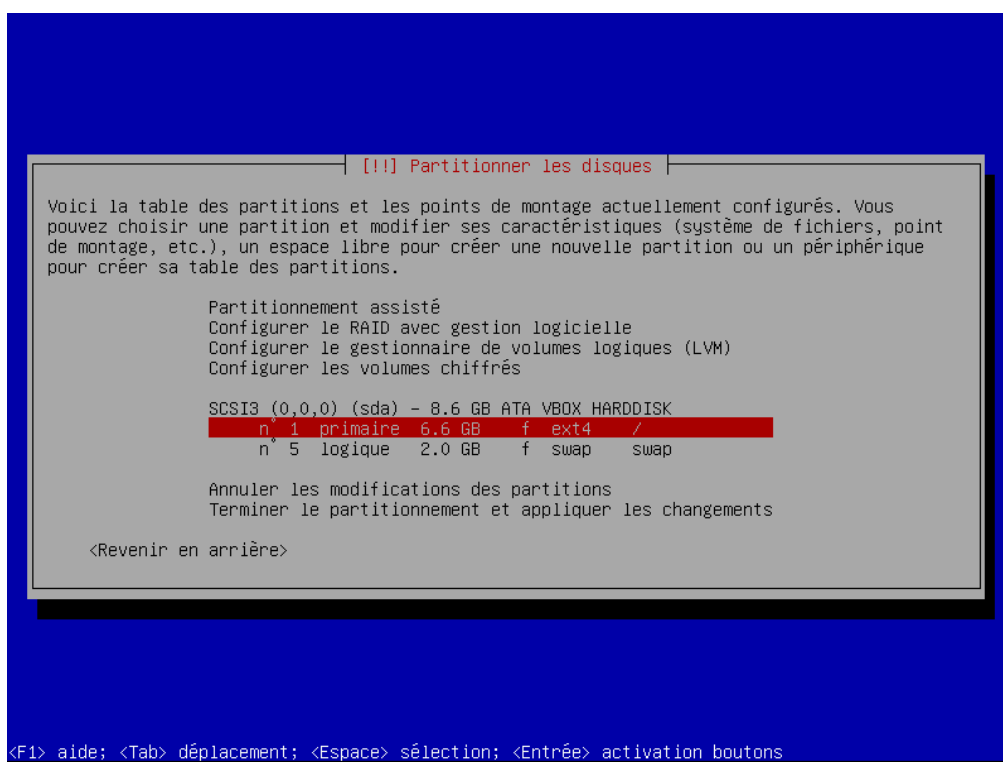 [!!] Partitionner les disques
Voici la table des partitions et les points de montage actuellement configurés. Vous
pouvez choisir une partition et modifier ses caractéristiques (système de fichiers, point
de montage, etc.), un espace libre pour créer une nouvelle partition ou un périphérique
pour créer sa table des partitions.
Partitionnement assisté
Configurer le RAID avec gestion logicielle
Configurer le gestionnaire de volumes logiques (LVM)
Configurer les volumes chiffrés
SCSI3 (0,0,0) (sda) - 8.6 GB ATA VBOX HARDDISK
n° 1 primaire 6.6 GB f ext4 /
n° 5 logique 2.0 GB f swap swap
Annuler les modifications des partitions
Terminer le partitionnement et appliquer les changements
<Revenir en arrière>
<F1> aide; <Tab> déplacement; <Espace> sélection; <Entrée> activation boutons